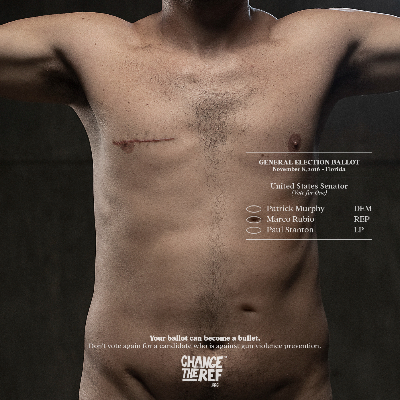 GENERAL ELECTION BALLOT
November 8, 2016 - Florida
United States Senator
(Vote for One)
Patrick Murphy DEM
Marco Rubio REP
Paul Stanton LP
Your ballot can become a bullet.
Don't vote again for a candidate who is against gun violence prevention.
CHANGE
THE REF
.ORG